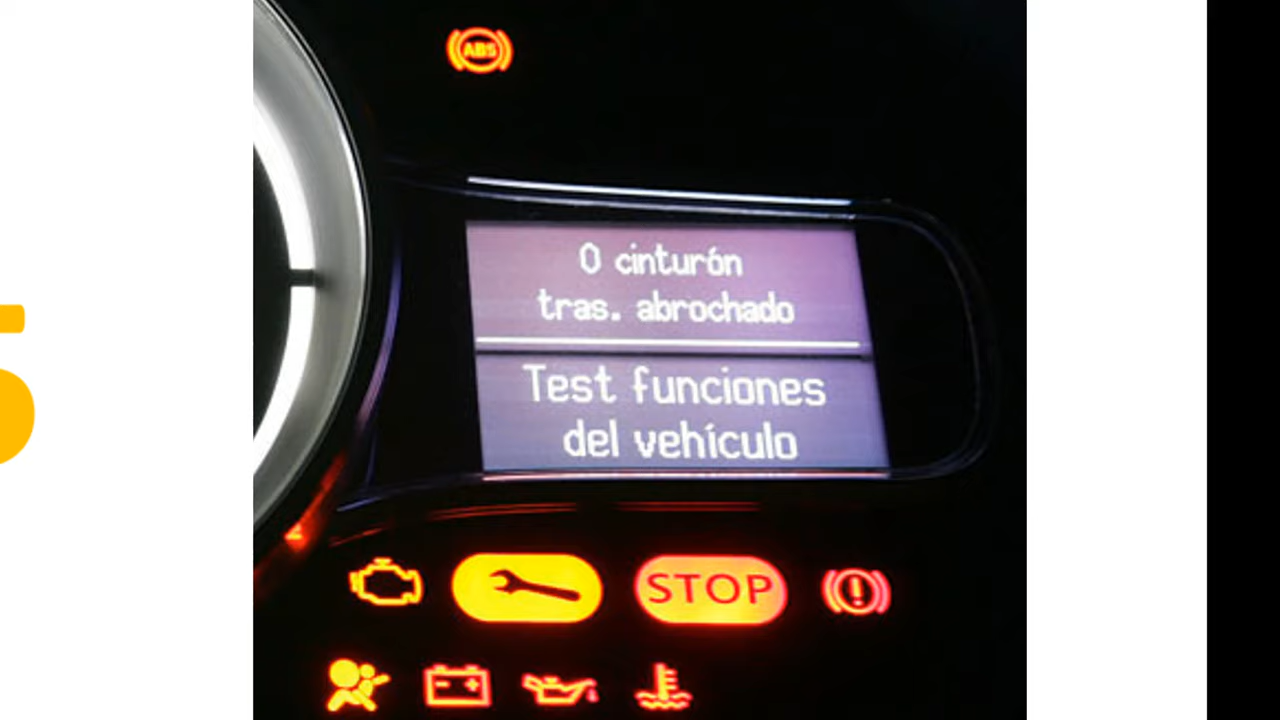 ABS
0 cinturón
tras. abrochado
Test funciones
del vehículo
STOP